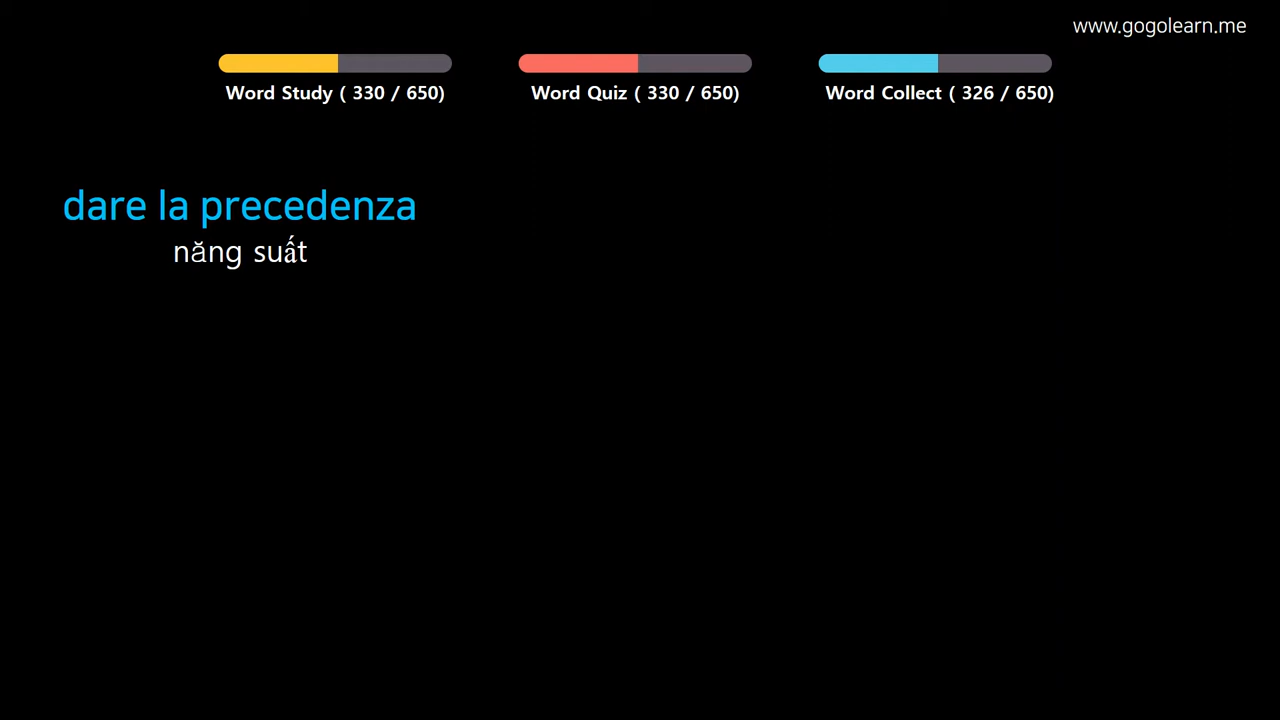 www.gogolearn.me
Word Study ( 330 / 650)
Word Quiz ( 330 / 650)
Word Collect ( 326 / 650)
dare la precedenza
năng suất